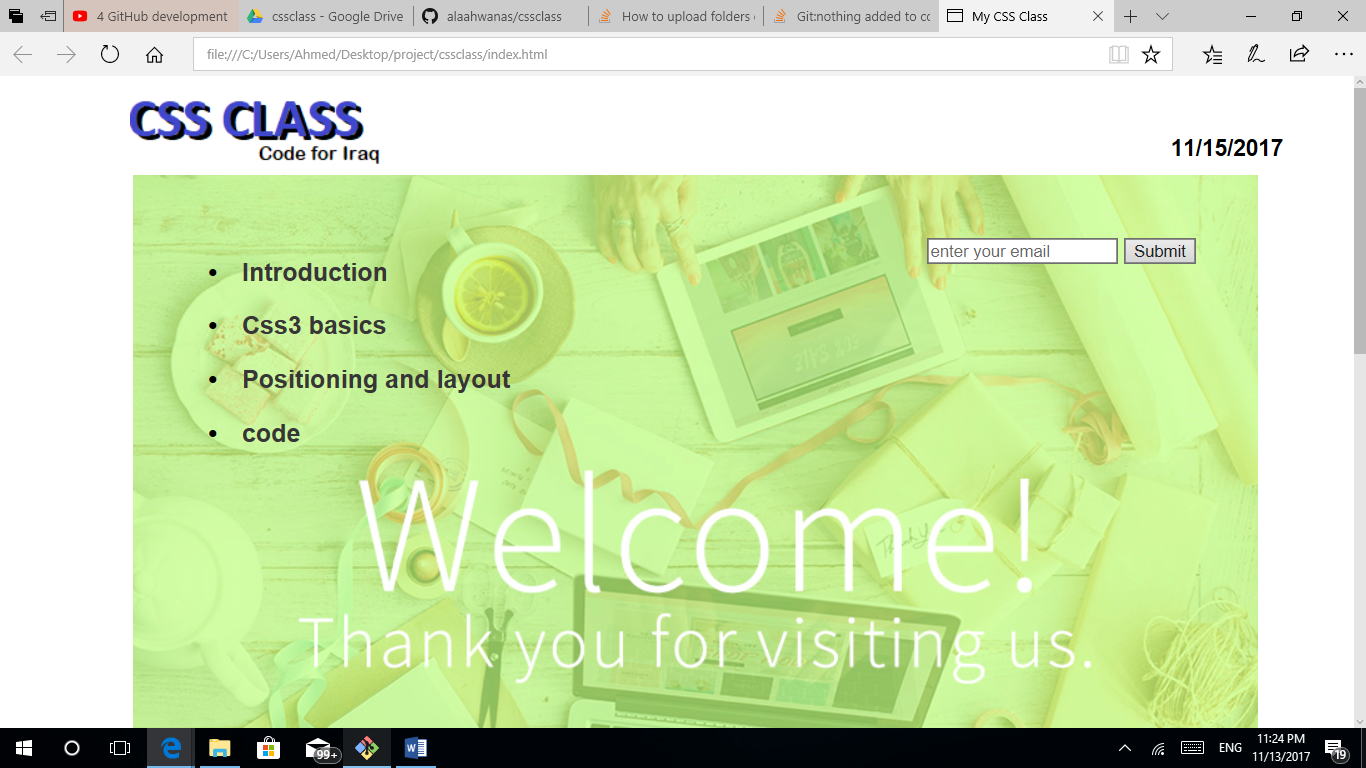 4 GitHub development
cssclass - Google Drive
alaahwanas/cssclass
How to upload folders
Git:nothing added to co
My CSS Class
file:///C:/Users/Ahmed/Desktop/project/cssclass/index.html
CSS CLASS
Code for Iraq
11/15/2017
enter your email
Submit
• Introduction
• Css3 basics
• Positioning and layout
• code
Thank you
Welcome!
Thank you for visiting us.
99+
ENG
11:24 PM
11/13/2017
19